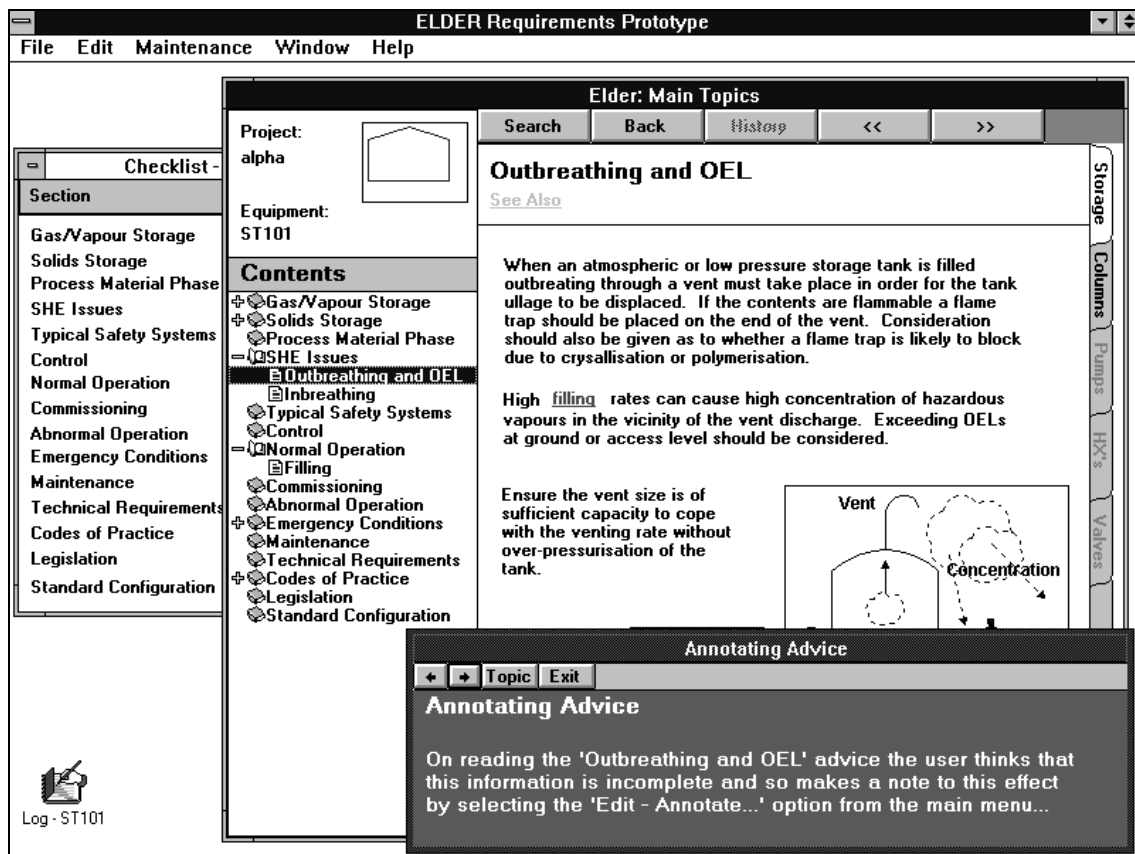 ELDER Requirements Prototype
File Edit Maintenance Window Help
Elder: Main Topics
Project:
alpha
Equipment:
ST101
Search Back History << >>
Checklist -
Section
Gas/Vapour Storage
Solids Storage
Process Material Phase
SHE Issues
Typical Safety Systems
Control
Normal Operation
Commissioning
Abnormal Operation
Emergency Conditions
Maintenance
Technical Requirements
Codes of Practice
Legislation
Standard Configuration
Contents
Gas/Vapour Storage
Solids Storage
Process Material Phase
SHE Issues
Outbreathing and OEL
Inbreathing
Typical Safety Systems
Control
Normal Operation
Filling
Commissioning
Abnormal Operation
Emergency Conditions
Maintenance
Technical Requirements
Codes of Practice
Legislation
Standard Configuration
Outbreathing and OEL
See Also
When an atmospheric or low pressure storage tank is filled
outbreating through a vent must take place in order for the tank
ullage to be displaced. If the contents are flammable a flame
trap should be placed on the end of the vent. Consideration
should also be given as to whether a flame trap is likely to block
due to crysallisation or polymerisation.
High filling rates can cause high concentration of hazardous
vapours in the vicinity of the vent discharge. Exceeding OELs
at ground or access level should be considered.
Ensure the vent size is of
sufficient capacity to cope
with the venting rate without
over-pressurisation of the
tank.
Vent
Concentration
Storage
Columns
Pumps
HX's
Valves
Annotating Advice
Topic Exit
Annotating Advice
On reading the 'Outbreathing and OEL' advice the user thinks that
this information is incomplete and so makes a note to this effect
by selecting the 'Edit - Annotate...' option from the main menu...
Log - ST101